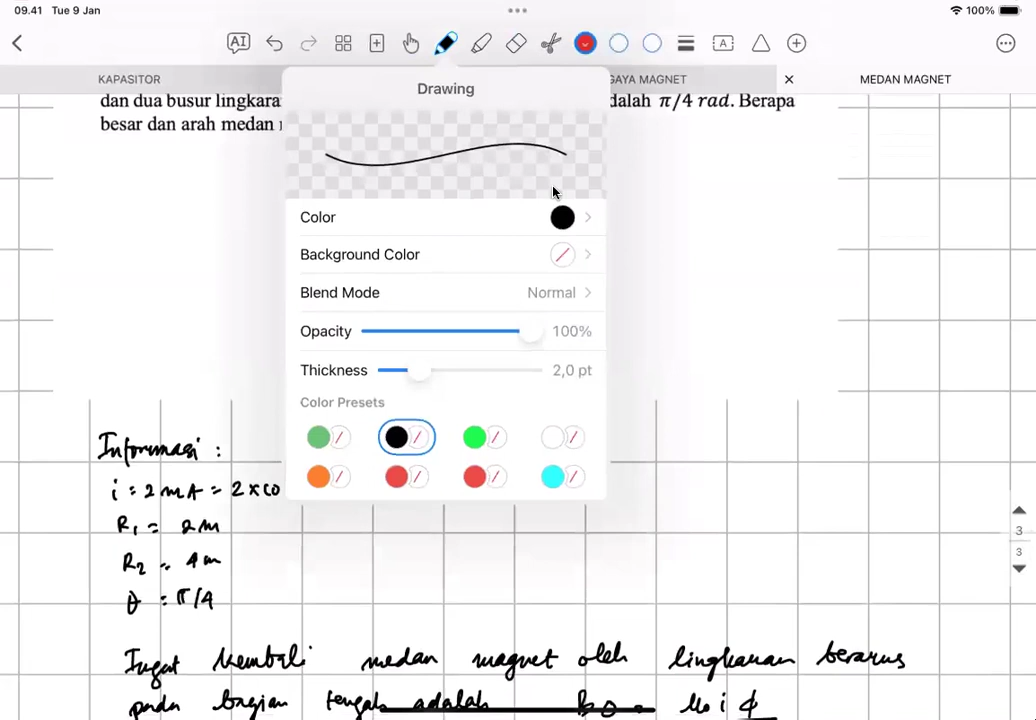 09.41 Tue 9 Jan
100%
AI
A
KAPASITOR
GAYA MAGNET
MEDAN MAGNET
Drawing
dan dua busur lingkara
dalah π/4 rad. Berapa
besar dan arah medan
Color
Background Color
Blend Mode Normal
Opacity 100%
Thickness 2,0 pt
Color Presets
Informasi :
i = 2 mA = 2 x 10
R1 = 2 m
R2 = 4 m
θ = π/4
3
3
Ingat kembali medan magnet oleh lingkaran berarus
pada bagian tengah adalah